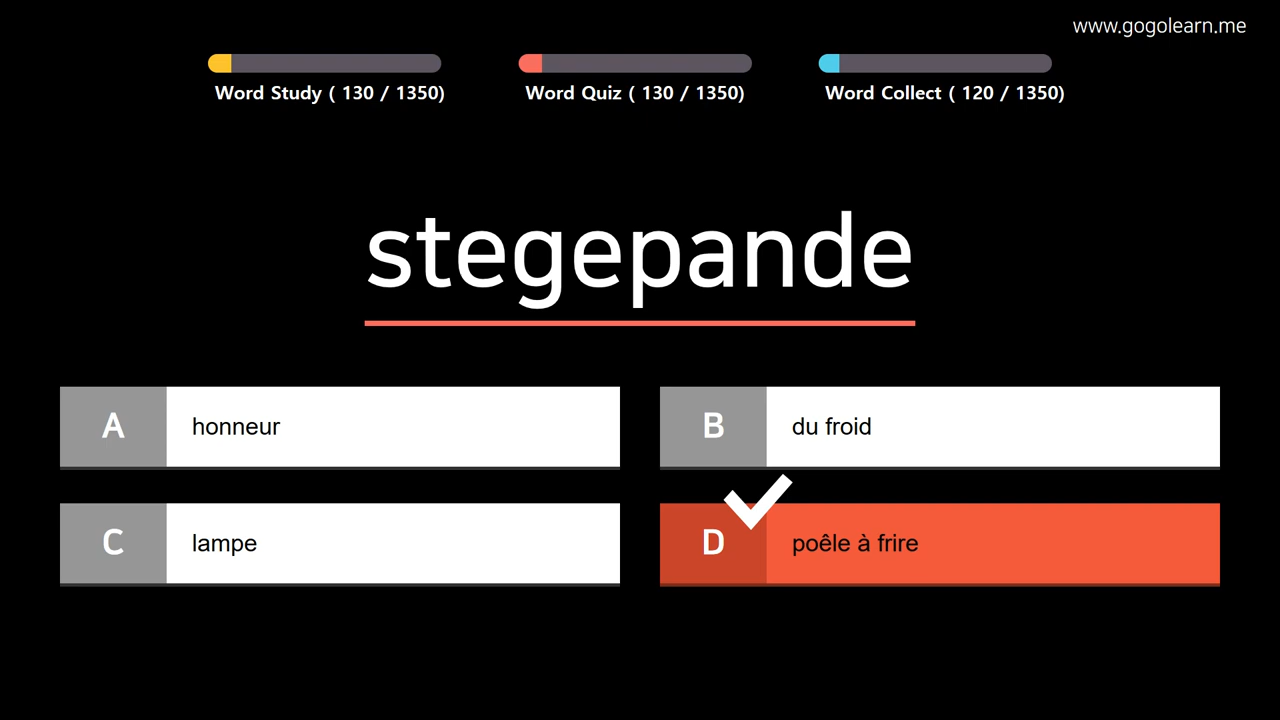 www.gogolearn.me
Word Study ( 130 / 1350)
Word Quiz ( 130 / 1350)
Word Collect ( 120 / 1350)
stegepande
A honneur
B du froid
C lampe
D poêle à frire